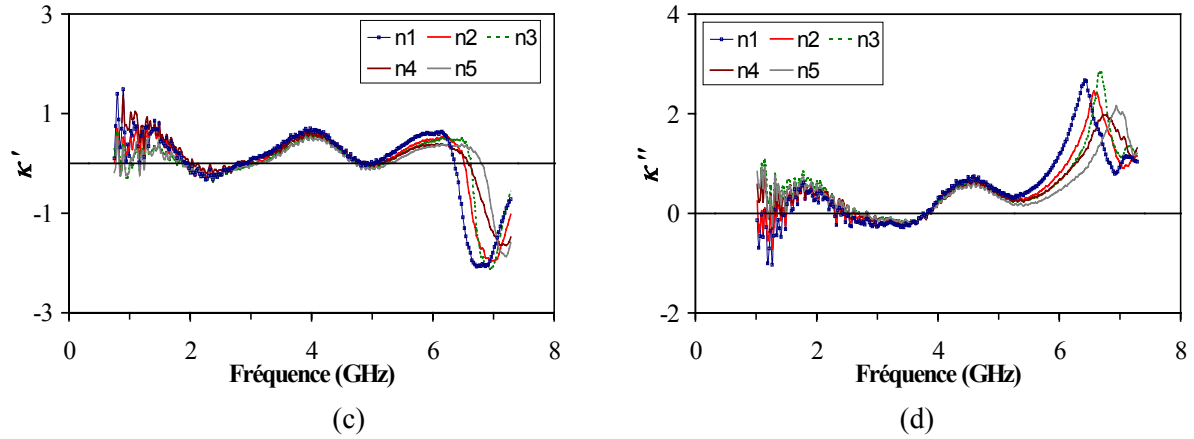 3
1
-1
-3
κ'
n1 n2 n3
n4 n5
0 2 4 6 8
Fréquence (GHz)
(c)
4
2
0
-2
κ''
n1 n2 n3
n4 n5
0 2 4 6 8
Fréquence (GHz)
(d)